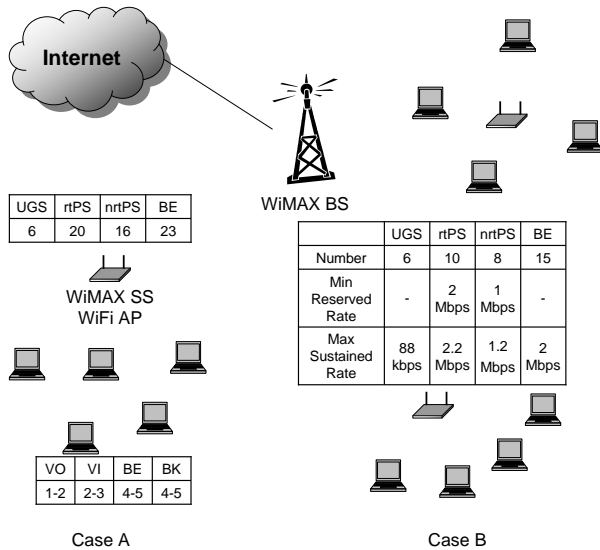 Internet
WiMAX BS
UGS rtPS nrtPS BE
6 20 16 23
WiMAX SS
WiFi AP
VO VI BE BK
1-2 2-3 4-5 4-5
Case A
UGS rtPS nrtPS BE
Number 6 10 8 15
Min
Reserved
Rate
-
2
Mbps
1
Mbps
-
Max
Sustained
Rate
88
kbps
2.2
Mbps
1.2
Mbps
2
Mbps
Case B